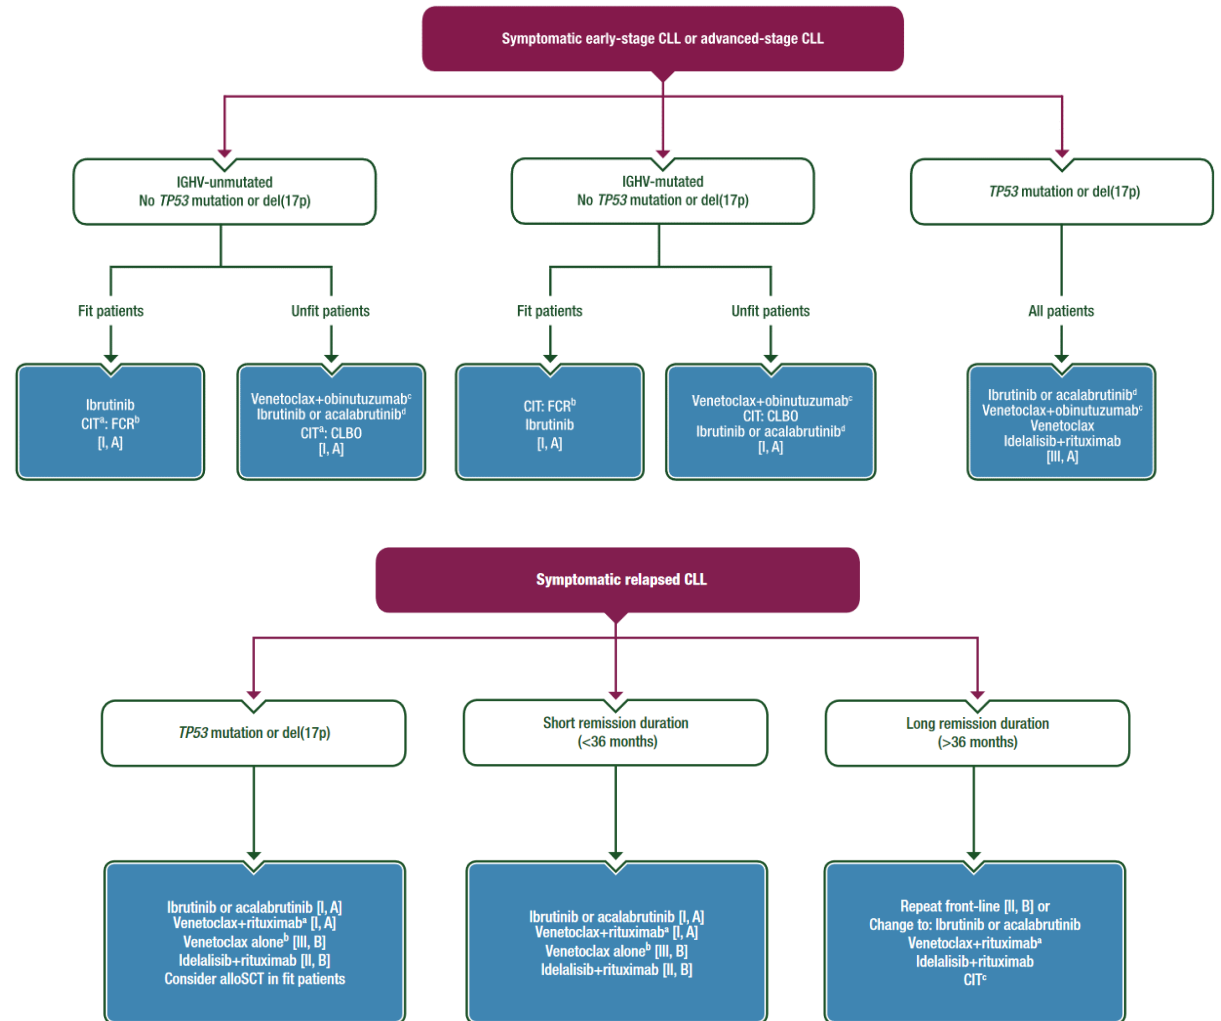 Symptomatic early-stage CLL or advanced-stage CLL
IGHV-unmutated
No TP53 mutation or del(17p)
IGHV-mutated
No TP53 mutation or del(17p)
TP53 mutation or del(17p)
Fit patients
Unfit patients
Fit patients
Unfit patients
All patients
Ibrutinib
CITᵃ: FCRᵇ
[I, A]
Venetoclax+obinutuzumabᶜ
Ibrutinib or acalabrutinibᵈ
CITᵃ: CLBO
[I, A]
CIT: FCRᵇ
Ibrutinib
[I, A]
Venetoclax+obinutuzumabᶜ
CIT: CLBO
Ibrutinib or acalabrutinibᵈ
[I, A]
Ibrutinib or acalabrutinibᵈ
Venetoclax+obinutuzumabᶜ
Venetoclax
Idelalisib+rituximab
[III, A]
Symptomatic relapsed CLL
TP53 mutation or del(17p)
Short remission duration
(<36 months)
Long remission duration
(>36 months)
Ibrutinib or acalabrutinib [I, A]
Venetoclax+rituximabᵃ [I, A]
Venetoclax aloneᵇ [III, B]
Idelalisib+rituximab [II, B]
Consider alloSCT in fit patients
Ibrutinib or acalabrutinib [I, A]
Venetoclax+rituximabᵃ [I, A]
Venetoclax aloneᵇ [III, B]
Idelalisib+rituximab [II, B]
Repeat front-line [II, B] or
Change to: Ibrutinib or acalabrutinib
Venetoclax+rituximabᵃ
Idelalisib+rituximab
CITᶜ